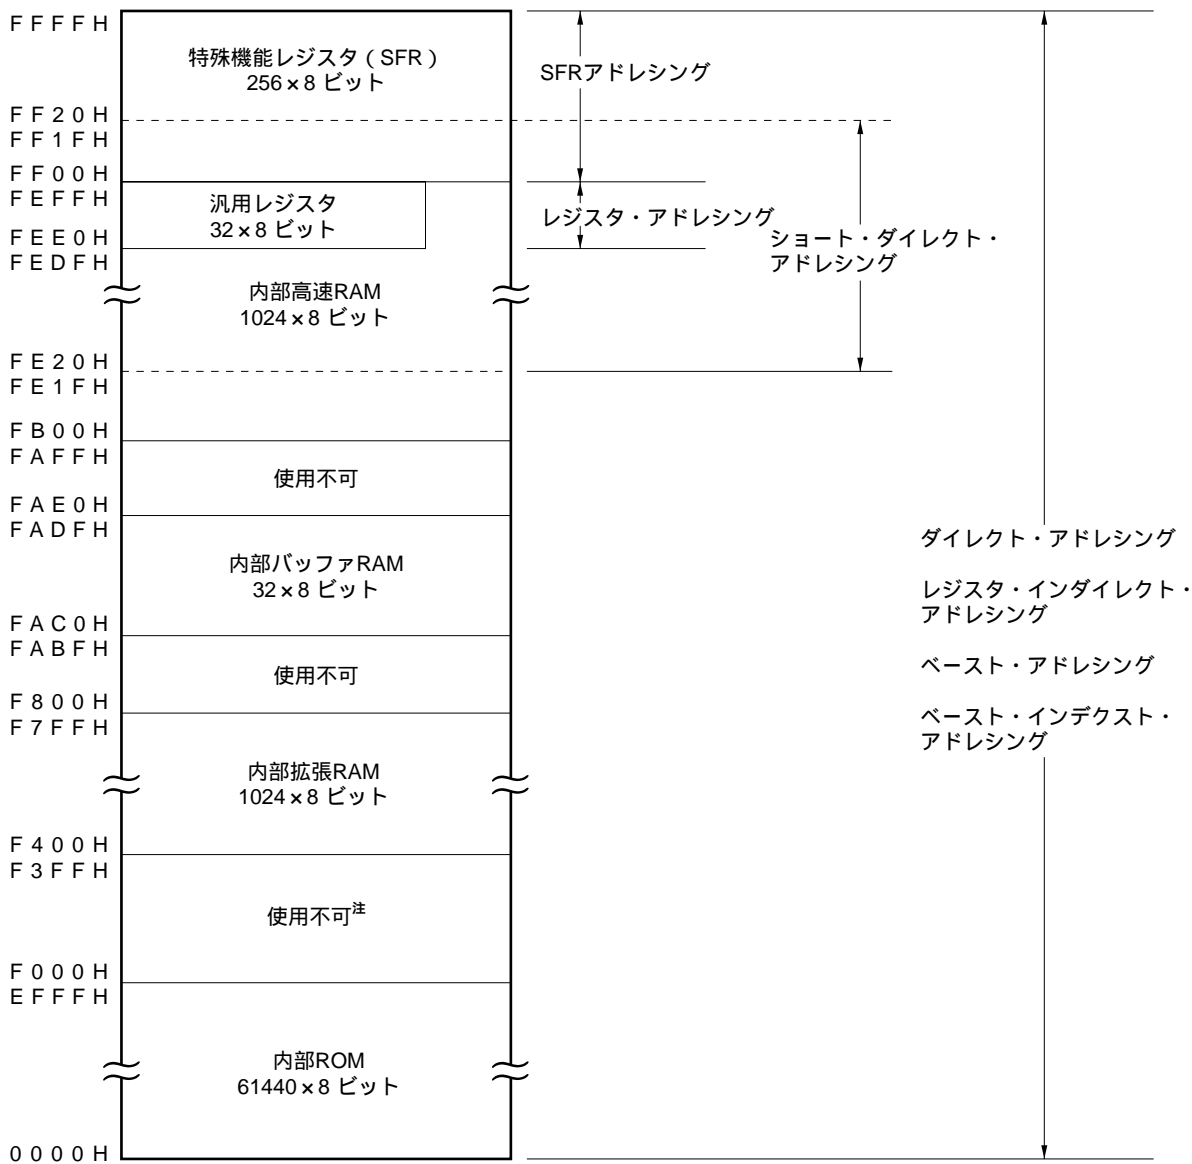 FFFFH
特殊機能レジスタ（SFR）
256×8 ビット
SFRアドレシング
FF20H
FF1FH
FF00H
FEFFH
汎用レジスタ
32×8 ビット
レジスタ・アドレシング
FEE0H
FEDFH
ショート・ダイレクト・
アドレシング
内部高速RAM
1024×8 ビット
FE20H
FE1FH
FB00H
FAFFH
使用不可
FAE0H
FADFH
内部バッファRAM
32×8 ビット
ダイレクト・アドレシング
レジスタ・インダイレクト・
アドレシング
ベースト・アドレシング
ベースト・インデクスト・
アドレシング
FAC0H
FABFH
使用不可
F800H
F7FFH
内部拡張RAM
1024×8 ビット
F400H
F3FFH
使用不可注
F000H
EFFFH
内部ROM
61440×8 ビット
0000H